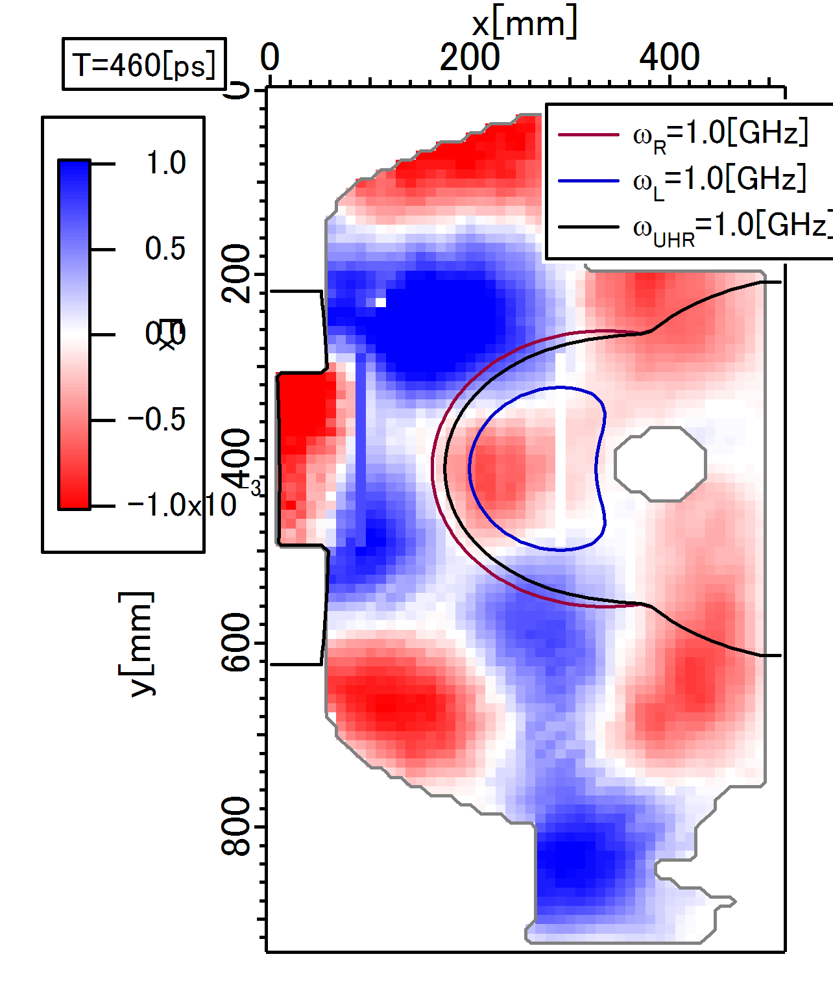 x[mm]
T=460[ps]
0 200 400
0
ω_R=1.0[GHz]
ω_L=1.0[GHz]
ω_UHR=1.0[GHz]
1.0
0.5
0.0
−0.5
−1.0x10^−3
200
400
600
800
y[mm]